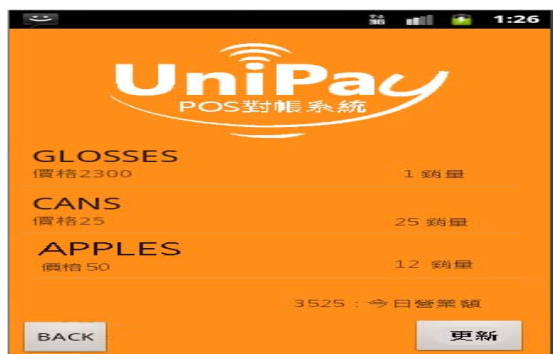 1:26
UniPay
POS對帳系統
GLOSSES
價格2300 1 銷量
CANS
價格25 25 銷量
APPLES
價格50 12 銷量
3525 : 今日營業額
BACK 更新